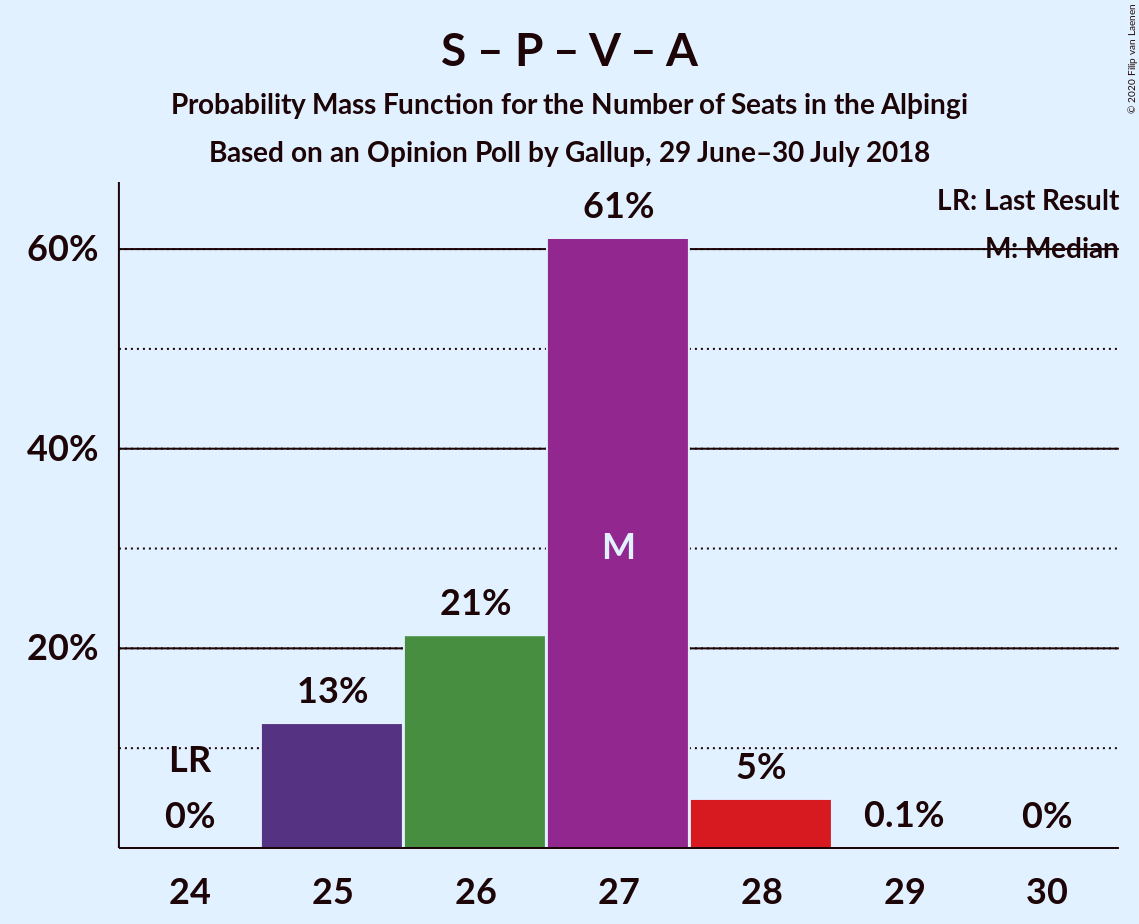 S – P – V – A
Probability Mass Function for the Number of Seats in the Alþingi
Based on an Opinion Poll by Gallup, 29 June–30 July 2018
© 2020 Filip van Laenen
LR: Last Result
M: Median
61%
60%
40%
M
21%
20%
13%
LR
5%
0%
0.1%
0%
24 25 26 27 28 29 30